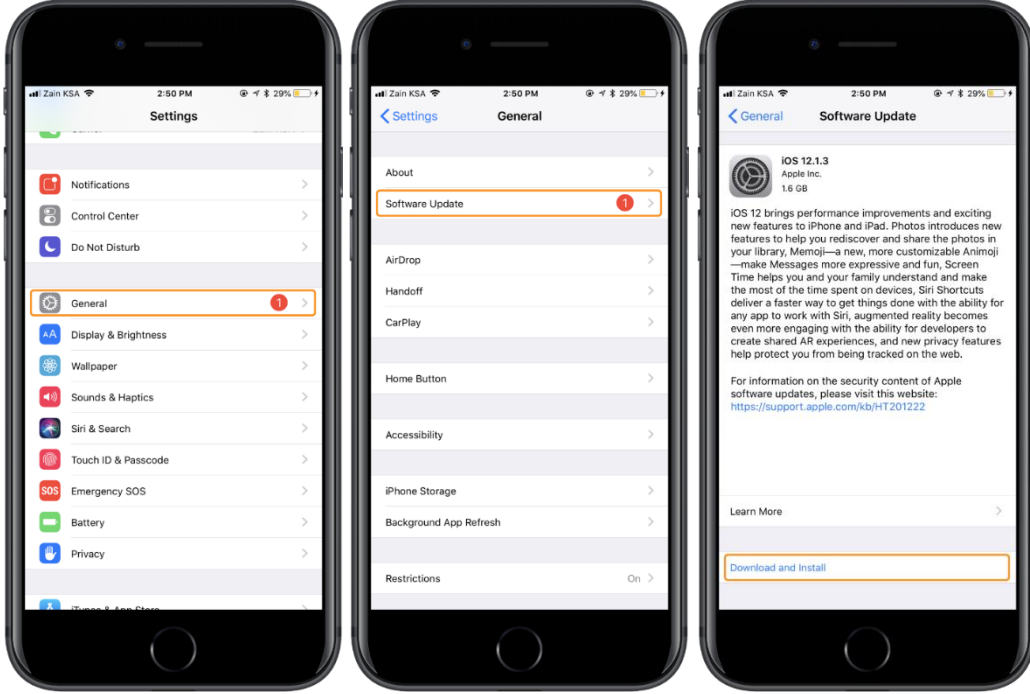 Zain KSA
2:50 PM
29%
Settings
Notifications
Control Center
Do Not Disturb
General
1
Display & Brightness
Wallpaper
Sounds & Haptics
Siri & Search
SOS
Touch ID & Passcode
Emergency SOS
Battery
Privacy
iTunes & App Store
Zain KSA
2:50 PM
29%
Settings
General
About
Software Update
1
AirDrop
Handoff
CarPlay
Home Button
Accessibility
iPhone Storage
Background App Refresh
Restrictions
On
Zain KSA
2:50 PM
29%
General
Software Update
iOS 12.1.3
Apple Inc.
1.6 GB
iOS 12 brings performance improvements and exciting
new features to iPhone and iPad. Photos introduces new
features to help you rediscover and share the photos in
your library, Memoji—a new, more customizable Animoji
—make Messages more expressive and fun, Screen
Time helps you and your family understand and make
the most of the time spent on devices, Siri Shortcuts
deliver a faster way to get things done with the ability for
any app to work with Siri, augmented reality becomes
even more engaging with the ability for developers to
create shared AR experiences, and new privacy features
help protect you from being tracked on the web.
For information on the security content of Apple
software updates, please visit this website:
https://support.apple.com/kb/HT201222
Learn More
Download and Install